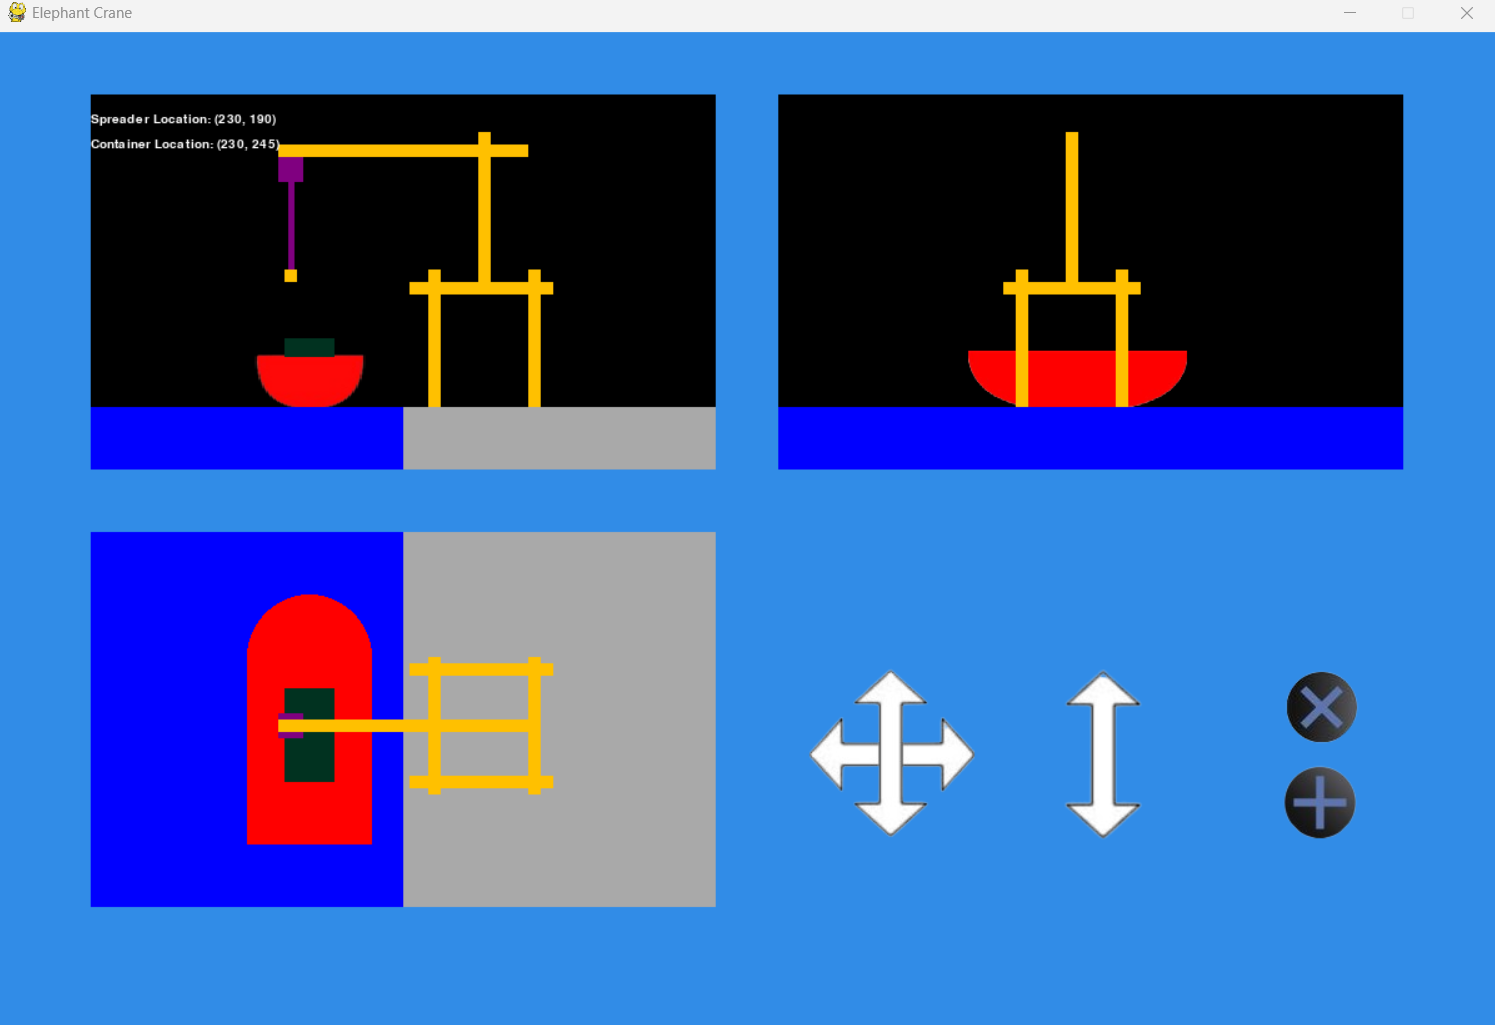 Elephant Crane
Spreader Location: (230, 190)
Container Location: (230, 245)